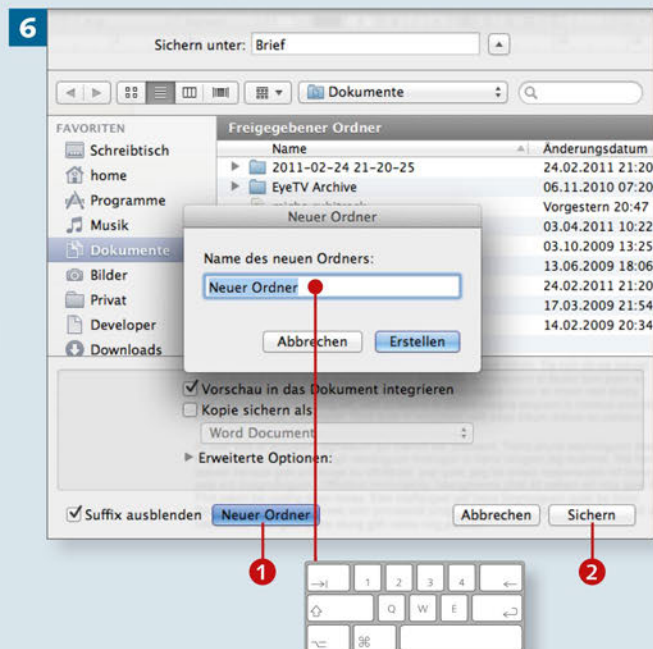 6
Sichern unter: Brief
Dokumente
FAVORITEN
Schreibtisch
home
Programme
Musik
Dokumente
Bilder
Privat
Developer
Downloads
Freigegebener Ordner
Name Änderungsdatum
2011-02-24 21-20-25 24.02.2011 21:20
EyeTV Archive 06.11.2010 07:20
Vorgestern 20:47
03.04.2011 10:22
03.10.2009 13:25
13.06.2009 18:06
24.02.2011 21:20
17.03.2009 21:54
14.02.2009 20:34
Neuer Ordner
Name des neuen Ordners:
Neuer Ordner
Abbrechen Erstellen
Vorschau in das Dokument integrieren
Kopie sichern als
Word Document
Erweiterte Optionen:
Suffix ausblenden Neuer Ordner Abbrechen Sichern
1 2
1 2 3 4
Q W E